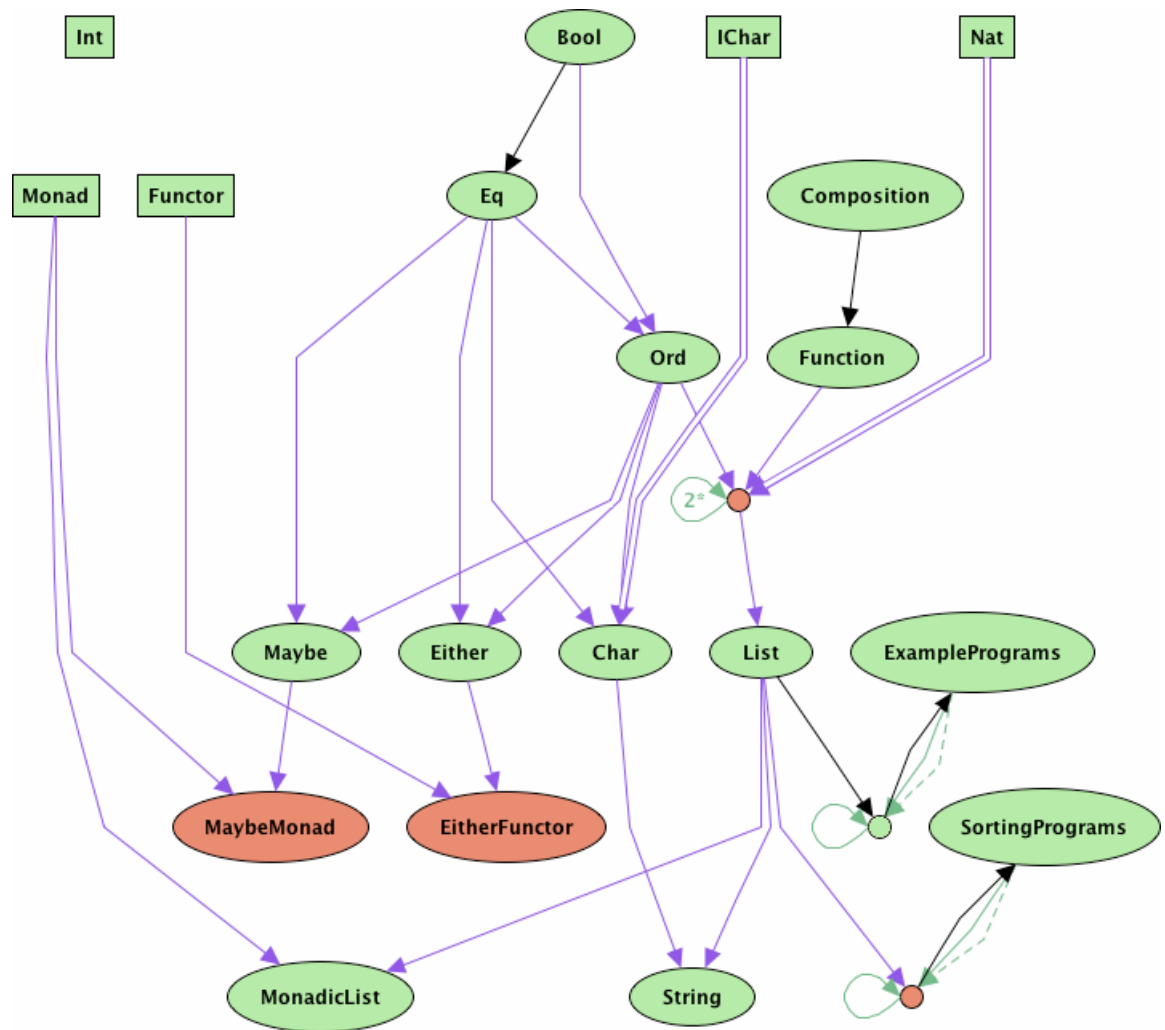 Int
Bool
IChar
Nat
Monad
Functor
Eq
Composition
Ord
Function
2*
Maybe
Either
Char
List
ExamplePrograms
MaybeMonad
EitherFunctor
SortingPrograms
MonadicList
String